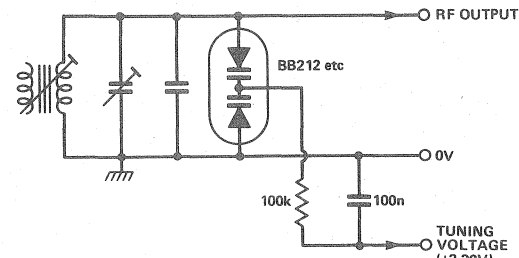 RF OUTPUT
BB212 etc
0V
100k
100n
TUNING
VOLTAGE